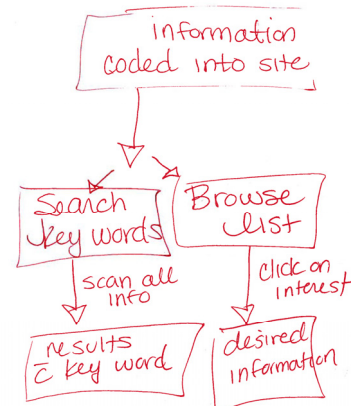 information
coded into site
Search
key words
Browse
list
scan all
info
click on
interest
results
c̄ key word
desired
information